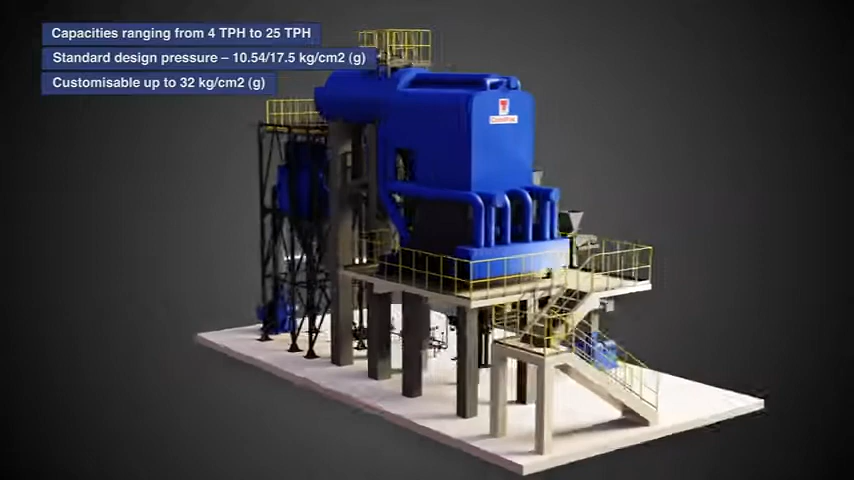 Capacities ranging from 4 TPH to 25 TPH
Standard design pressure – 10.54/17.5 kg/cm2 (g)
Customisable up to 32 kg/cm2 (g)